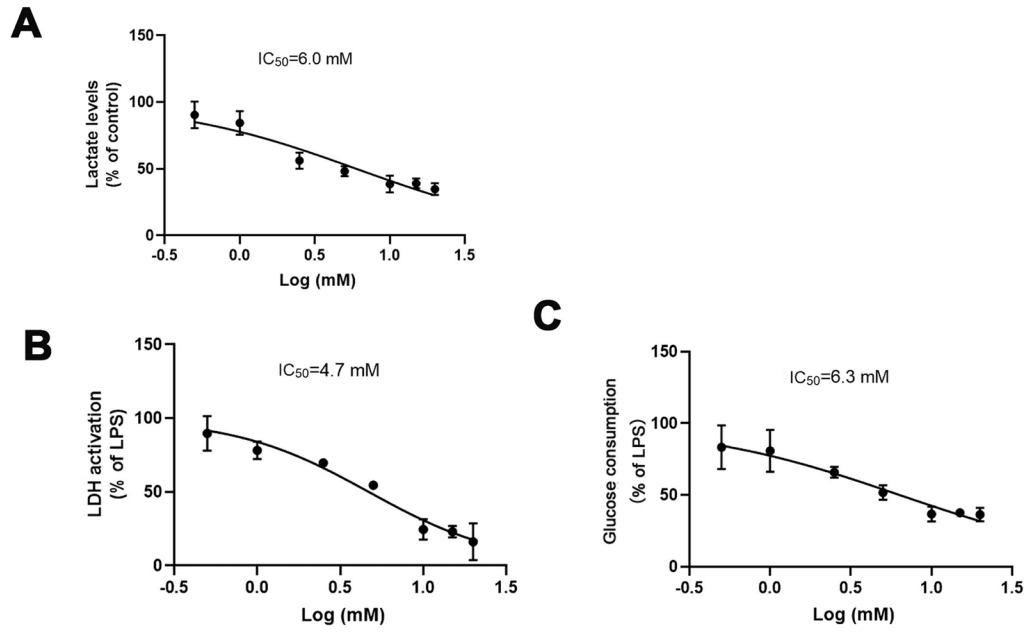 A
IC50=6.0 mM
Lactate levels
(% of control)
150
100
50
0
-0.5 0.0 0.5 1.0 1.5
Log (mM)
B
IC50=4.7 mM
LDH activation
(% of LPS)
150
100
50
0
-0.5 0.0 0.5 1.0 1.5
Log (mM)
C
IC50=6.3 mM
Glucose consumption
(% of LPS)
150
100
50
0
-0.5 0.0 0.5 1.0 1.5
Log (mM)